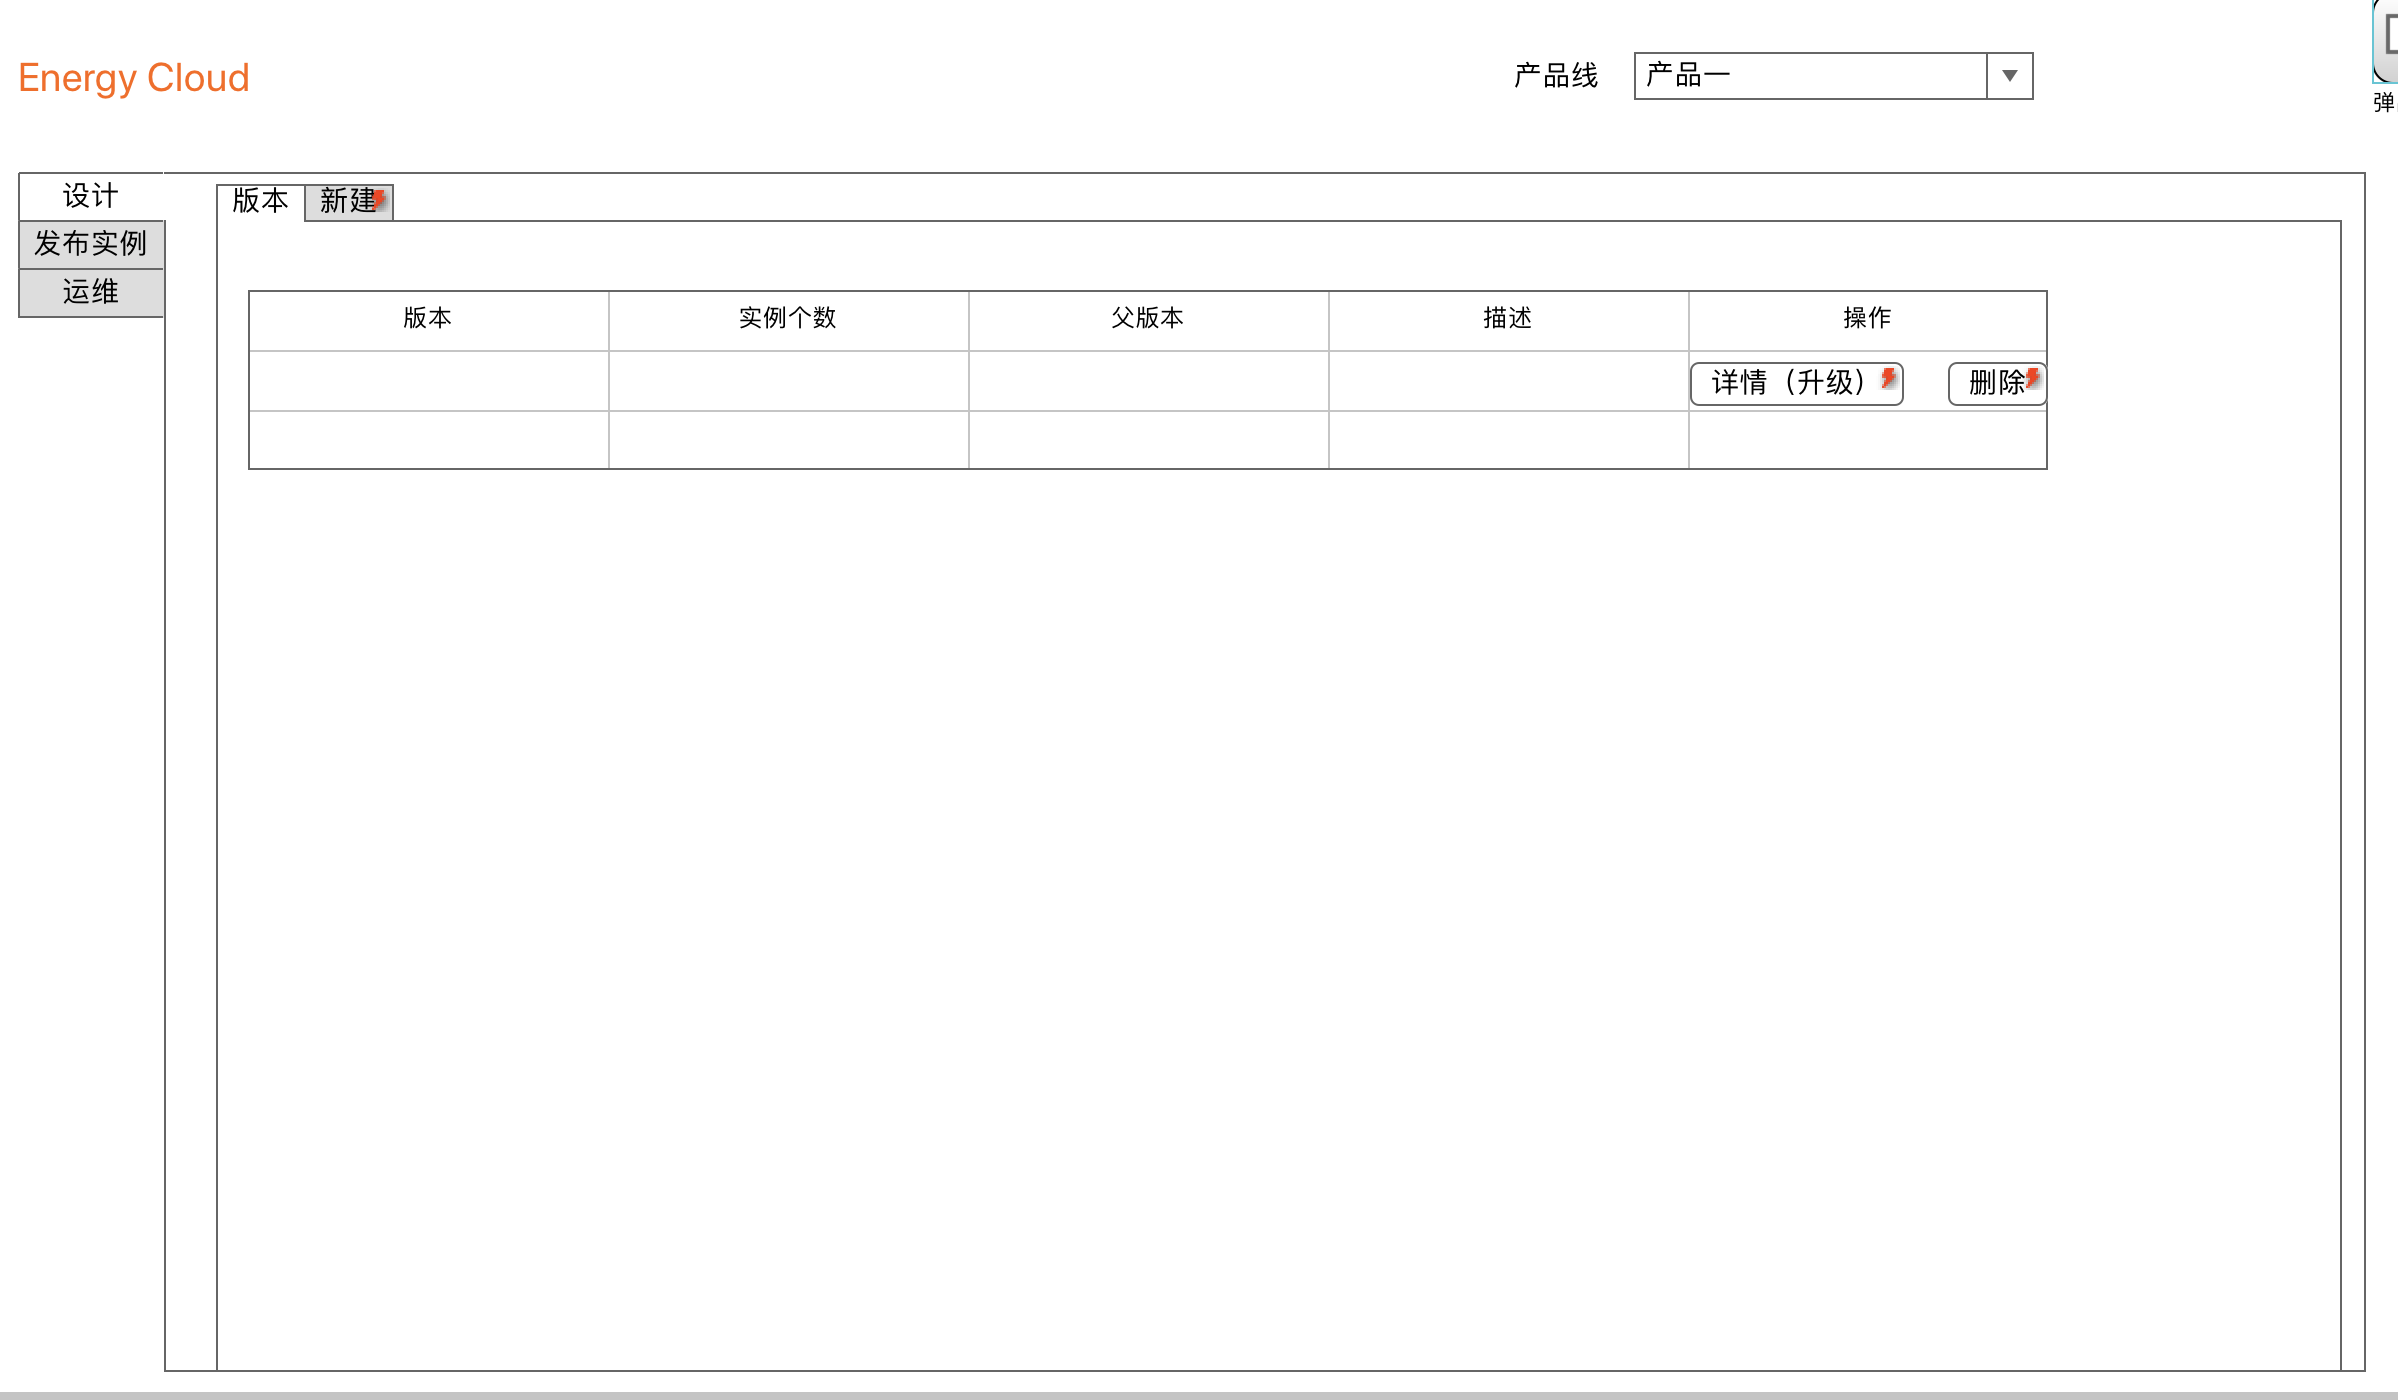 Energy Cloud
产品线
产品一
弹
设计
发布实例
运维
版本
新建
版本
实例个数
父版本
描述
操作
详情（升级）
删除